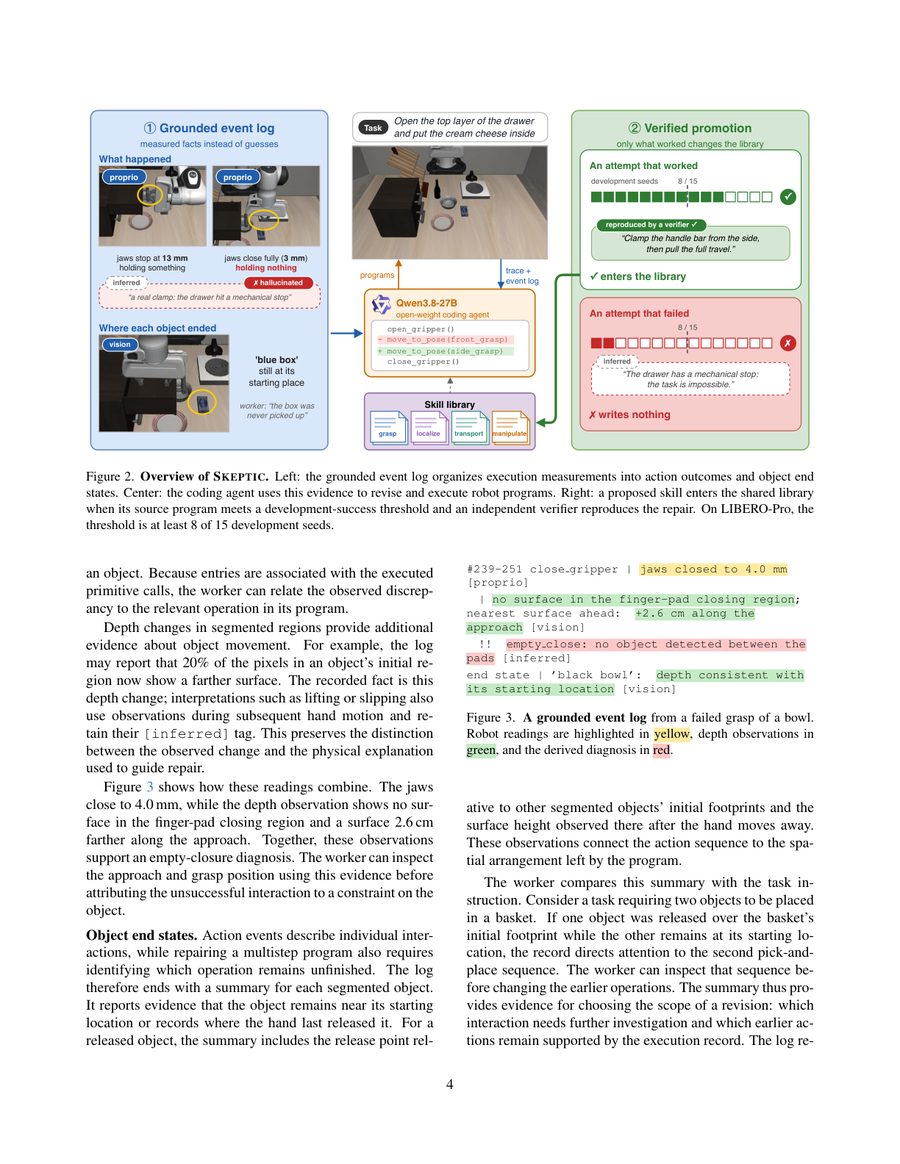 ① Grounded event log
measured facts instead of guesses
What happened
proprio
proprio
jaws stop at 13 mm
holding something
jaws close fully (3 mm)
holding nothing
inferred
✗ hallucinated
"a real clamp: the drawer hit a mechanical stop"
Where each object ended
vision
'blue box'
still at its
starting place
worker: "the box was
never picked up"
Task
Open the top layer of the drawer
and put the cream cheese inside
programs
trace +
event log
Qwen3.8-27B
open-weight coding agent
open_gripper()
- move_to_pose(front_grasp)
+ move_to_pose(side_grasp)
close_gripper()
Skill library
grasp
localize
transport
manipulate
② Verified promotion
only what worked changes the library
An attempt that worked
development seeds
8 / 15
✓
reproduced by a verifier ✓
"Clamp the handle bar from the side,
then pull the full travel."
✓ enters the library
An attempt that failed
8 / 15
✗
inferred
"The drawer has a mechanical stop:
the task is impossible."
✗ writes nothing
Figure 2. Overview of SKEPTIC. Left: the grounded event log organizes execution measurements into action outcomes and object end
states. Center: the coding agent uses this evidence to revise and execute robot programs. Right: a proposed skill enters the shared library
when its source program meets a development-success threshold and an independent verifier reproduces the repair. On LIBERO-Pro, the
threshold is at least 8 of 15 development seeds.
an object. Because entries are associated with the executed
primitive calls, the worker can relate the observed discrep-
ancy to the relevant operation in its program.
Depth changes in segmented regions provide additional
evidence about object movement. For example, the log
may report that 20% of the pixels in an object's initial re-
gion now show a farther surface. The recorded fact is this
depth change; interpretations such as lifting or slipping also
use observations during subsequent hand motion and re-
tain their [inferred] tag. This preserves the distinction
between the observed change and the physical explanation
used to guide repair.
Figure 3 shows how these readings combine. The jaws
close to 4.0 mm, while the depth observation shows no sur-
face in the finger-pad closing region and a surface 2.6 cm
farther along the approach. Together, these observations
support an empty-closure diagnosis. The worker can inspect
the approach and grasp position using this evidence before
attributing the unsuccessful interaction to a constraint on the
object.
Object end states. Action events describe individual inter-
actions, while repairing a multistep program also requires
identifying which operation remains unfinished. The log
therefore ends with a summary for each segmented object.
It reports evidence that the object remains near its starting
location or records where the hand last released it. For a
released object, the summary includes the release point rel-
#239-251 close_gripper | jaws closed to 4.0 mm
[proprio]
| no surface in the finger-pad closing region;
nearest surface ahead: +2.6 cm along the
approach [vision]
!! empty_close: no object detected between the
pads [inferred]
end state | 'black bowl': depth consistent with
its starting location [vision]
Figure 3. A grounded event log from a failed grasp of a bowl.
Robot readings are highlighted in yellow, depth observations in
green, and the derived diagnosis in red.
ative to other segmented objects' initial footprints and the
surface height observed there after the hand moves away.
These observations connect the action sequence to the spa-
tial arrangement left by the program.
The worker compares this summary with the task in-
struction. Consider a task requiring two objects to be placed
in a basket. If one object was released over the basket's
initial footprint while the other remains at its starting lo-
cation, the record directs attention to the second pick-and-
place sequence. The worker can inspect that sequence be-
fore changing the earlier operations. The summary thus pro-
vides evidence for choosing the scope of a revision: which
interaction needs further investigation and which earlier ac-
tions remain supported by the execution record. The log re-
4